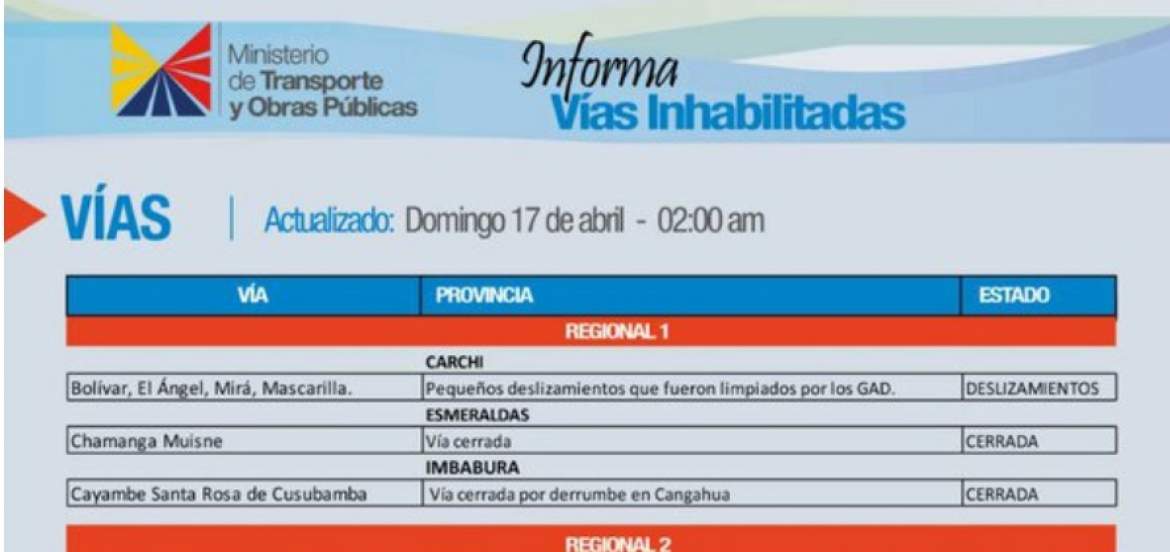 Ministerio
de Transporte
y Obras Públicas
Informa
Vías Inhabilitadas
VÍAS | Actualizado: Domingo 17 de abril - 02:00 am
VÍA PROVINCIA ESTADO
REGIONAL 1
CARCHI
Bolívar, El Ángel, Mirá, Mascarilla. Pequeños deslizamientos que fueron limpiados por los GAD. DESLIZAMIENTOS
ESMERALDAS
Chamanga Muisne Vía cerrada CERRADA
IMBABURA
Cayambe Santa Rosa de Cusubamba Vía cerrada por derrumbe en Cangahua CERRADA
REGIONAL 2